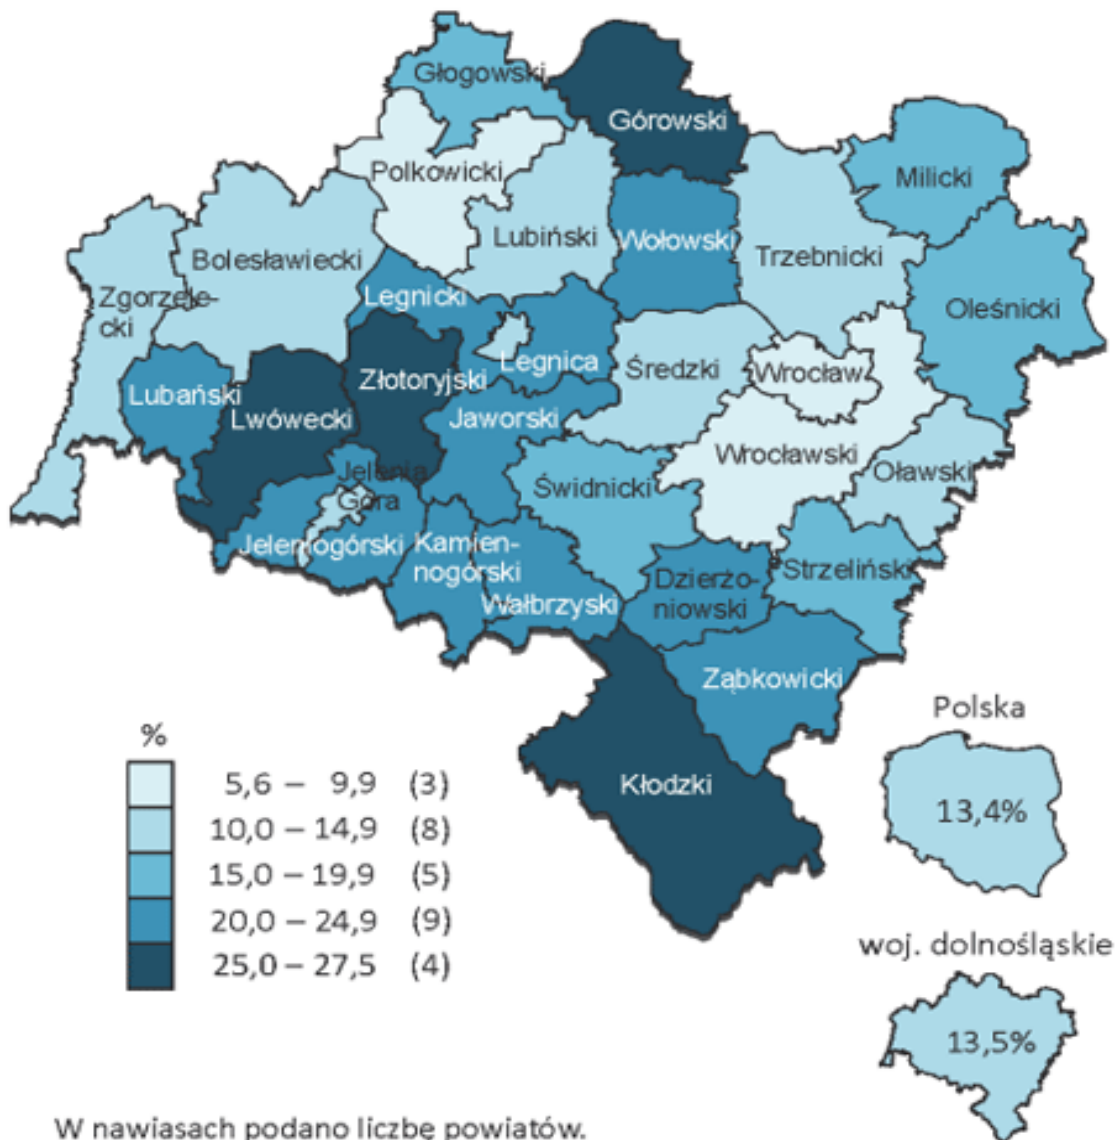 Głogowski
Górowski
Polkowicki
Milicki
Lubiński
Wołowski
Trzebnicki
Bolesławiecki
Zgorzele-
cki
Legnicki
Oleśnicki
Legnica
Średzki
Wrocław
Złotoryjski
Lubański
Lwówecki
Jaworski
Wrocławski
Oławski
Jelenia
Góra
Świdnicki
Jeleniogórski
Kamien-
nogórski
Dzierżo-
niowski
Strzeliński
Wałbrzyski
Ząbkowicki
Kłodzki
Polska
13,4%
%
5,6 – 9,9 (3)
10,0 – 14,9 (8)
15,0 – 19,9 (5)
20,0 – 24,9 (9)
25,0 – 27,5 (4)
woj. dolnośląskie
13,5%
W nawiasach podano liczbę powiatów.